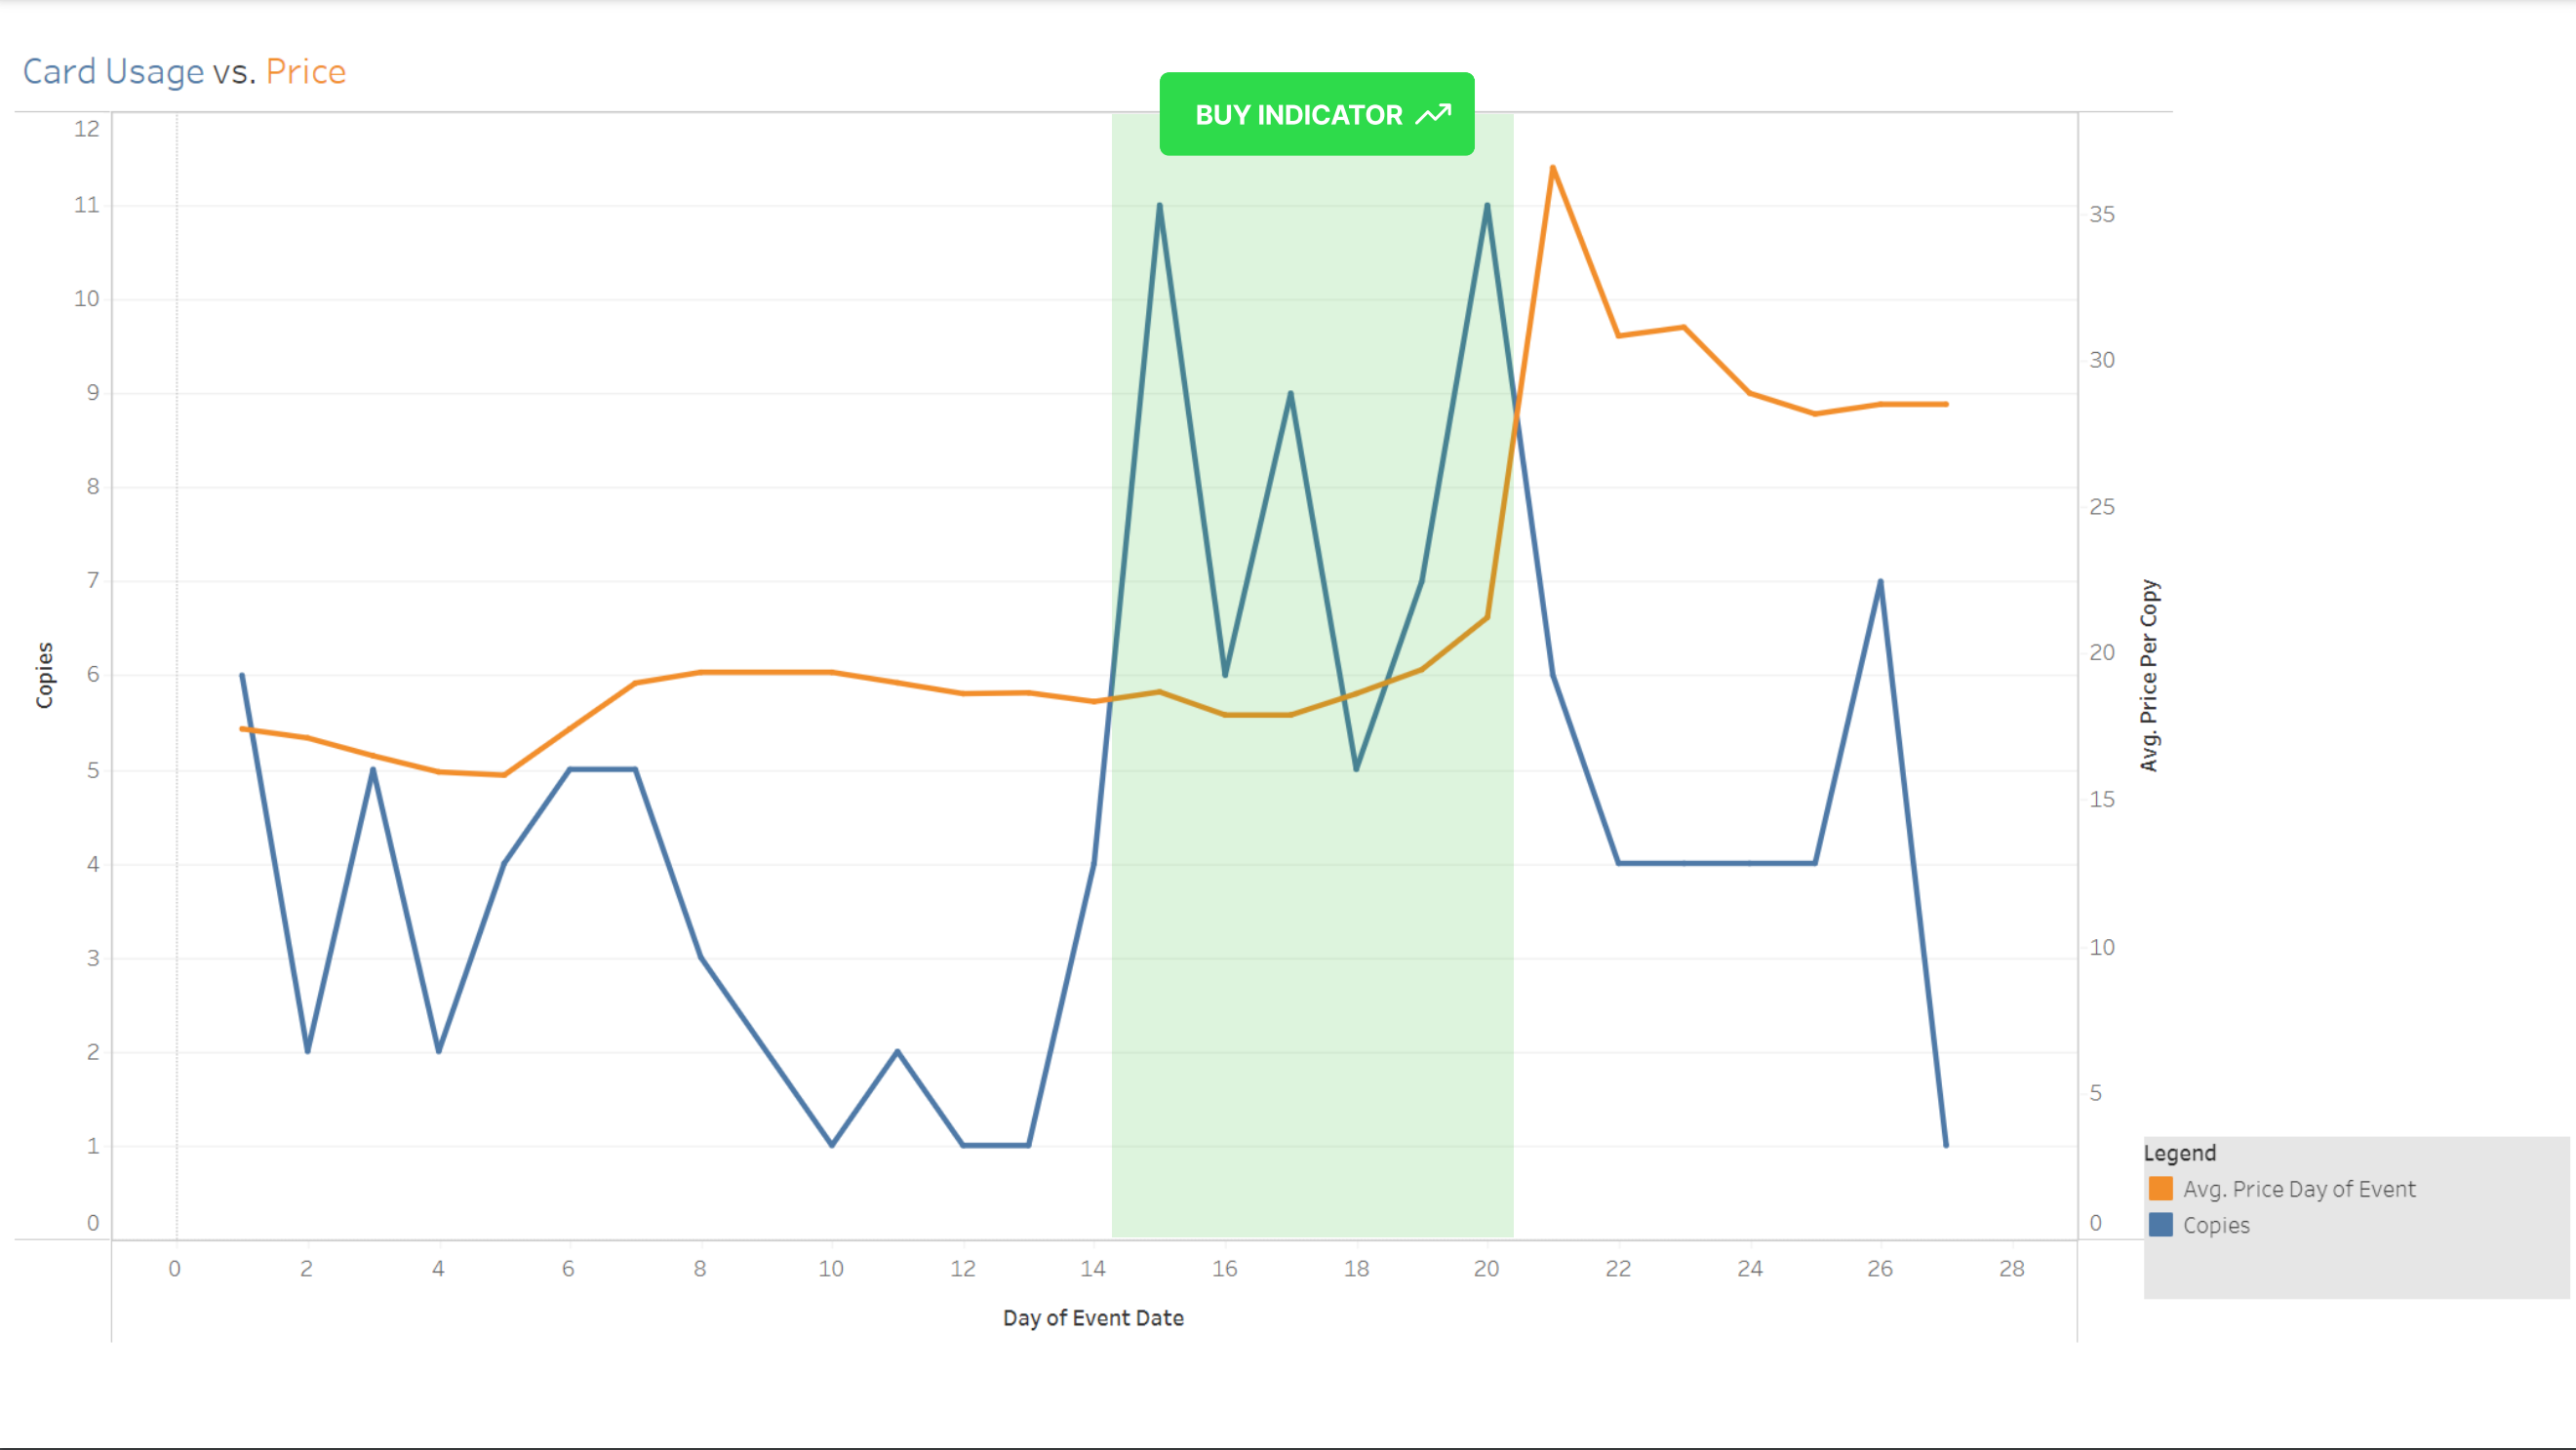 Card Usage vs. Price
BUY INDICATOR
12
11
10
9
8
7
6
5
4
3
2
1
0
Copies
35
30
25
20
15
10
5
0
Avg. Price Per Copy
0 2 4 6 8 10 12 14 16 18 20 22 24 26 28
Day of Event Date
Legend
Avg. Price Day of Event
Copies